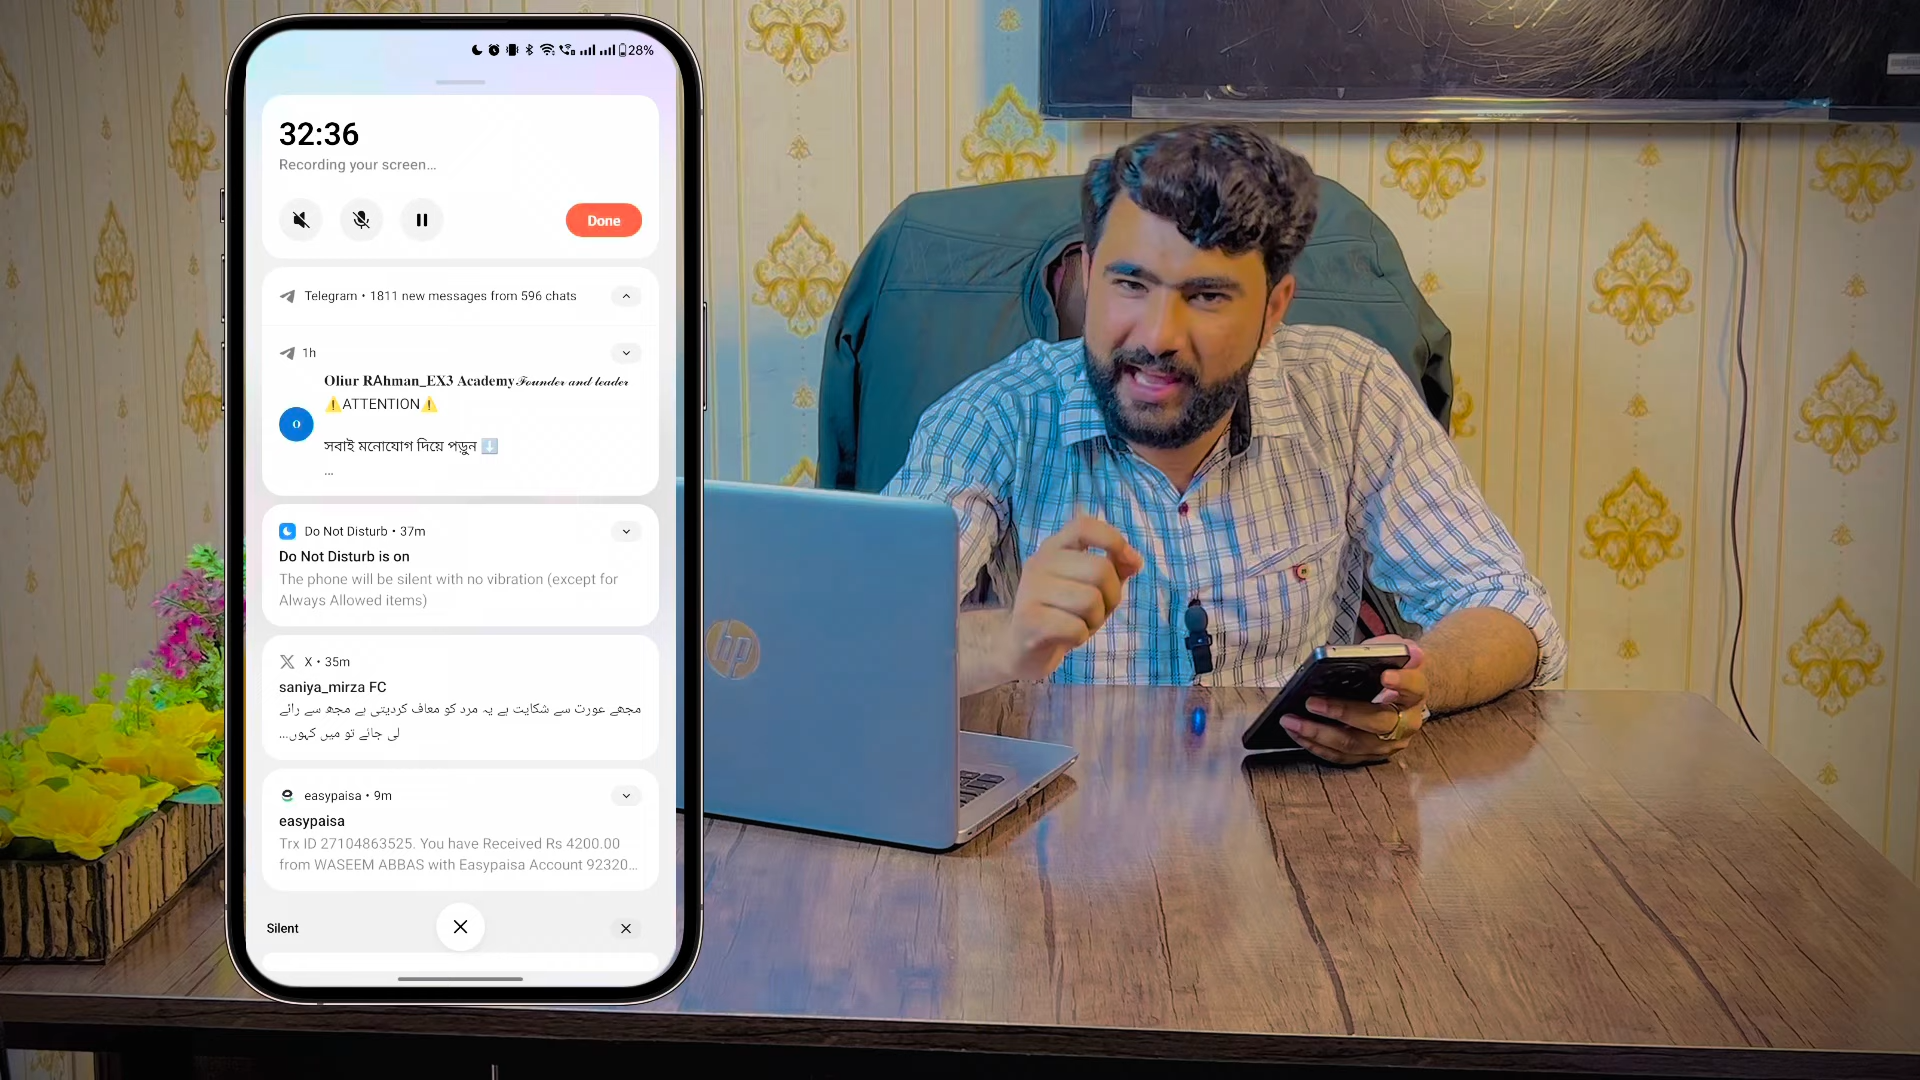 28%
32:36
Recording your screen...
Done
Telegram • 1811 new messages from 596 chats
1h
Oliur RAhman_EX3 Academy𝓕𝓸𝓾𝓷𝓭𝓮𝓻 𝓪𝓷𝓭 𝓵𝓮𝓪𝓭𝓮𝓻
⚠️ATTENTION⚠️
O
সবাই মনোযোগ দিয়ে পড়ুন ⬇️
...
Do Not Disturb • 37m
Do Not Disturb is on
The phone will be silent with no vibration (except for
Always Allowed items)
X • 35m
saniya_mirza FC
مجھے عورت سے شکایت ہے یہ مرد کو معاف کردیتی ہے مجھ سے رائے
لی جائے تو میں کہوں...
easypaisa • 9m
easypaisa
Trx ID 27104863525. You have Received Rs 4200.00
from WASEEM ABBAS with Easypaisa Account 92320...
Silent
hp